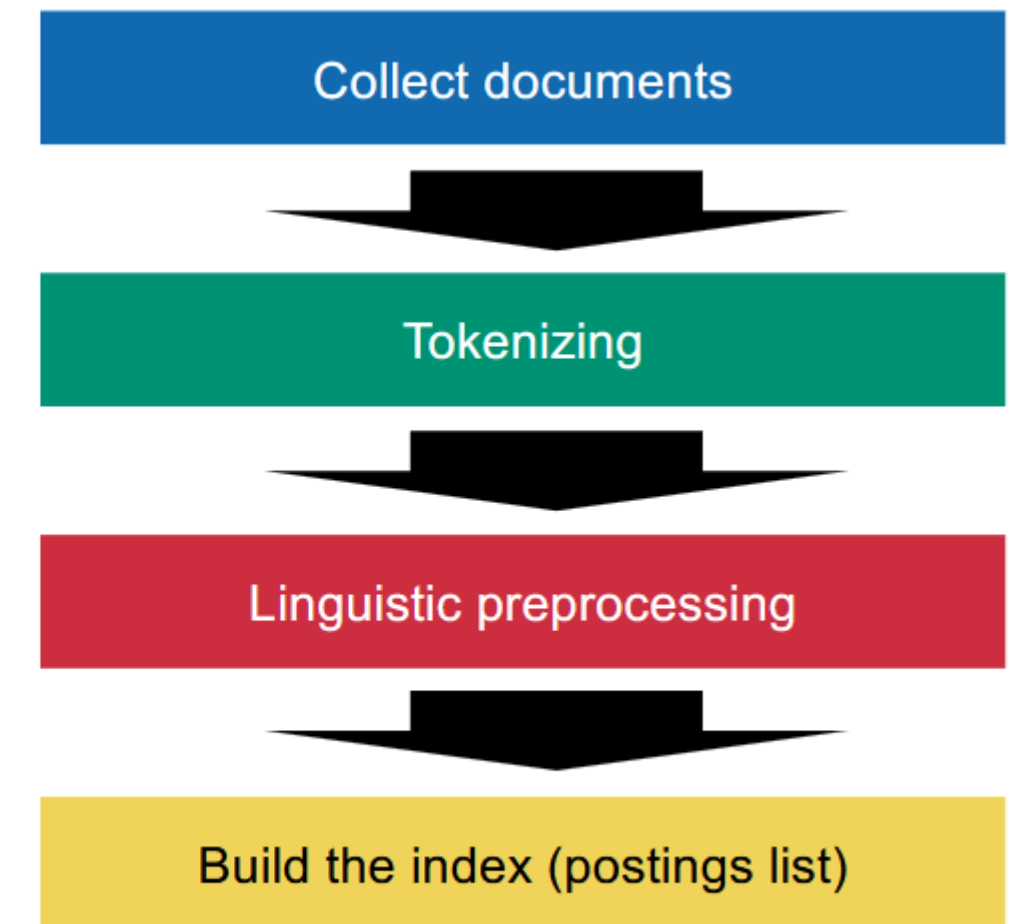 Collect documents
Tokenizing
Linguistic preprocessing
Build the index (postings list)